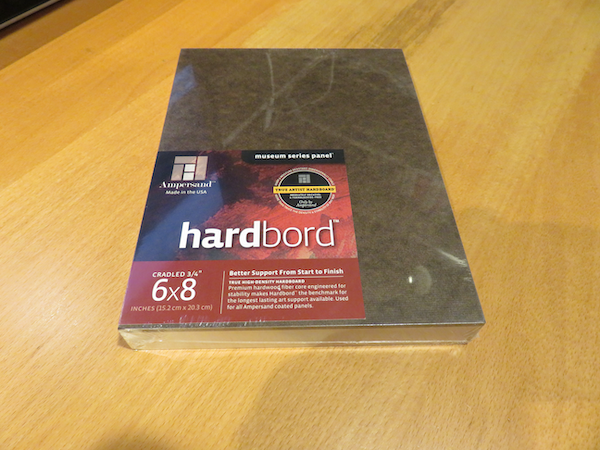 museum series panel
Ampersand
Made in the USA
TRUE ARTIST HARDBOARD
Only by
Ampersand
hardbord™
CRADLED 3/4"
6x8
INCHES (15.2 cm x 20.3 cm)
Better Support From Start to Finish
TRUE HIGH DENSITY HARDBOARD
Premium hardwood fiber core engineered for
stability makes Hardbord™ the benchmark for
the longest lasting art support available. Used
for all Ampersand coated panels.